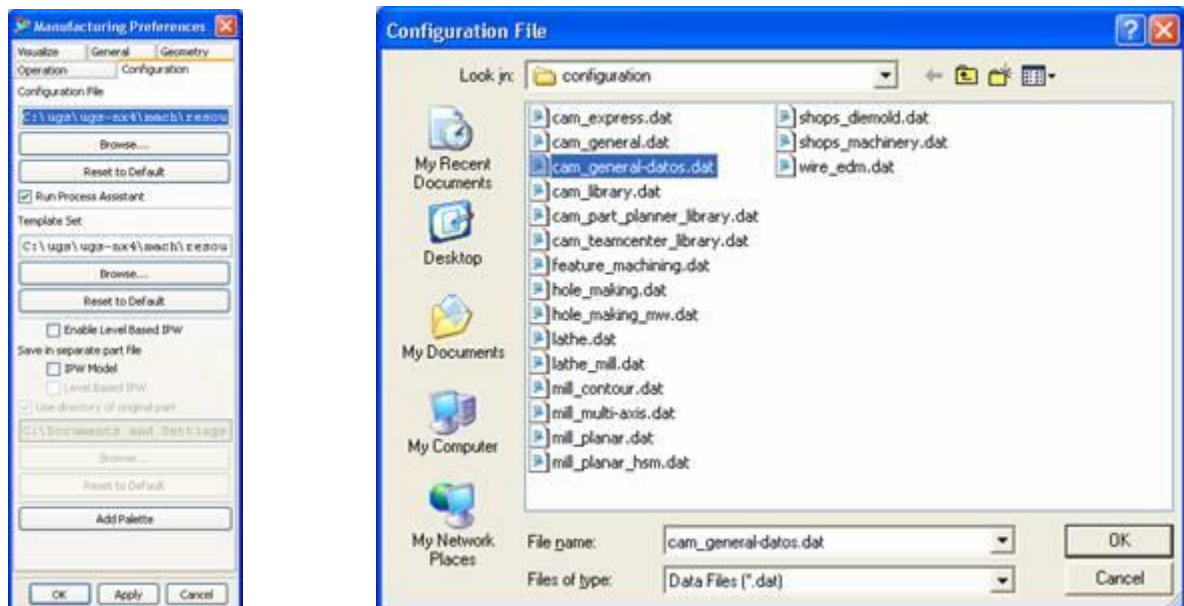 Manufacturing Preferences
Visualize General Geometry
Operation Configuration
Configuration File
C:\ugs\ugs-nx4\mach\resou
Browse....
Reset to Default
Run Process Assistant
Template Set
C:\ugs\ugs-nx4\mach\resou
Browse....
Reset to Default
Enable Level Based IPW
Save in separate part file
IPW Model
Level Based IPW
Use directory of original part
C:\Documents and Settings
Browse....
Reset to Default
Add Palette
OK Apply Cancel
Configuration File
Look in: configuration
My Recent Documents
Desktop
My Documents
My Computer
My Network Places
cam_express.dat
cam_general.dat
cam_general-datos.dat
cam_library.dat
cam_part_planner_library.dat
cam_teamcenter_library.dat
feature_machining.dat
hole_making.dat
hole_making_mw.dat
lathe.dat
lathe_mill.dat
mill_contour.dat
mill_multi-axis.dat
mill_planar.dat
mill_planar_hsm.dat
shops_diemold.dat
shops_machinery.dat
wire_edm.dat
File name: cam_general-datos.dat OK
Files of type: Data Files (*.dat) Cancel